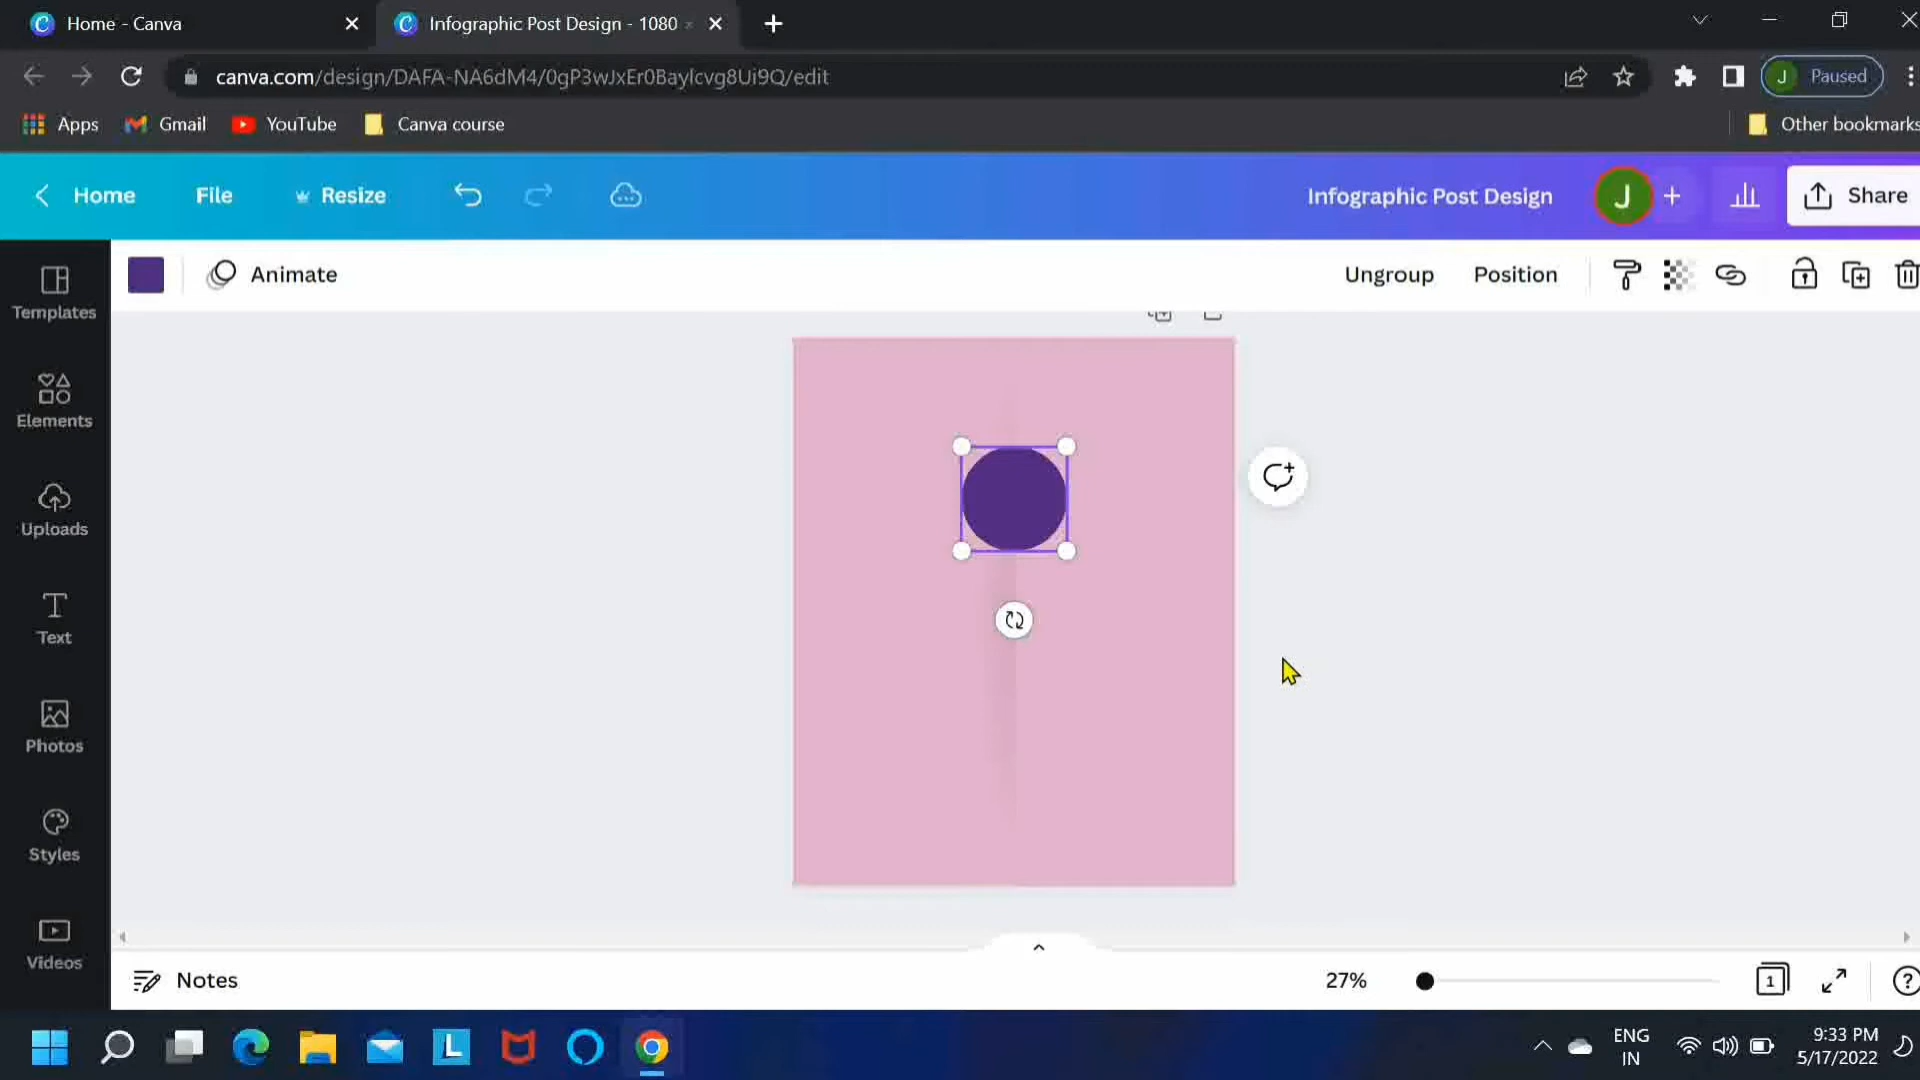 Home - Canva
Infographic Post Design - 1080
canva.com/design/DAFA-NA6dM4/0gP3wJxEr0Baylcvg8Ui9Q/edit
J Paused
Apps Gmail YouTube Canva course Other bookmarks
Home File Resize Infographic Post Design J + Share
Animate Ungroup Position
Templates
Elements
Uploads
Text
Photos
Styles
Videos
Notes 27% 1 ?
ENG
IN
9:33 PM
5/17/2022